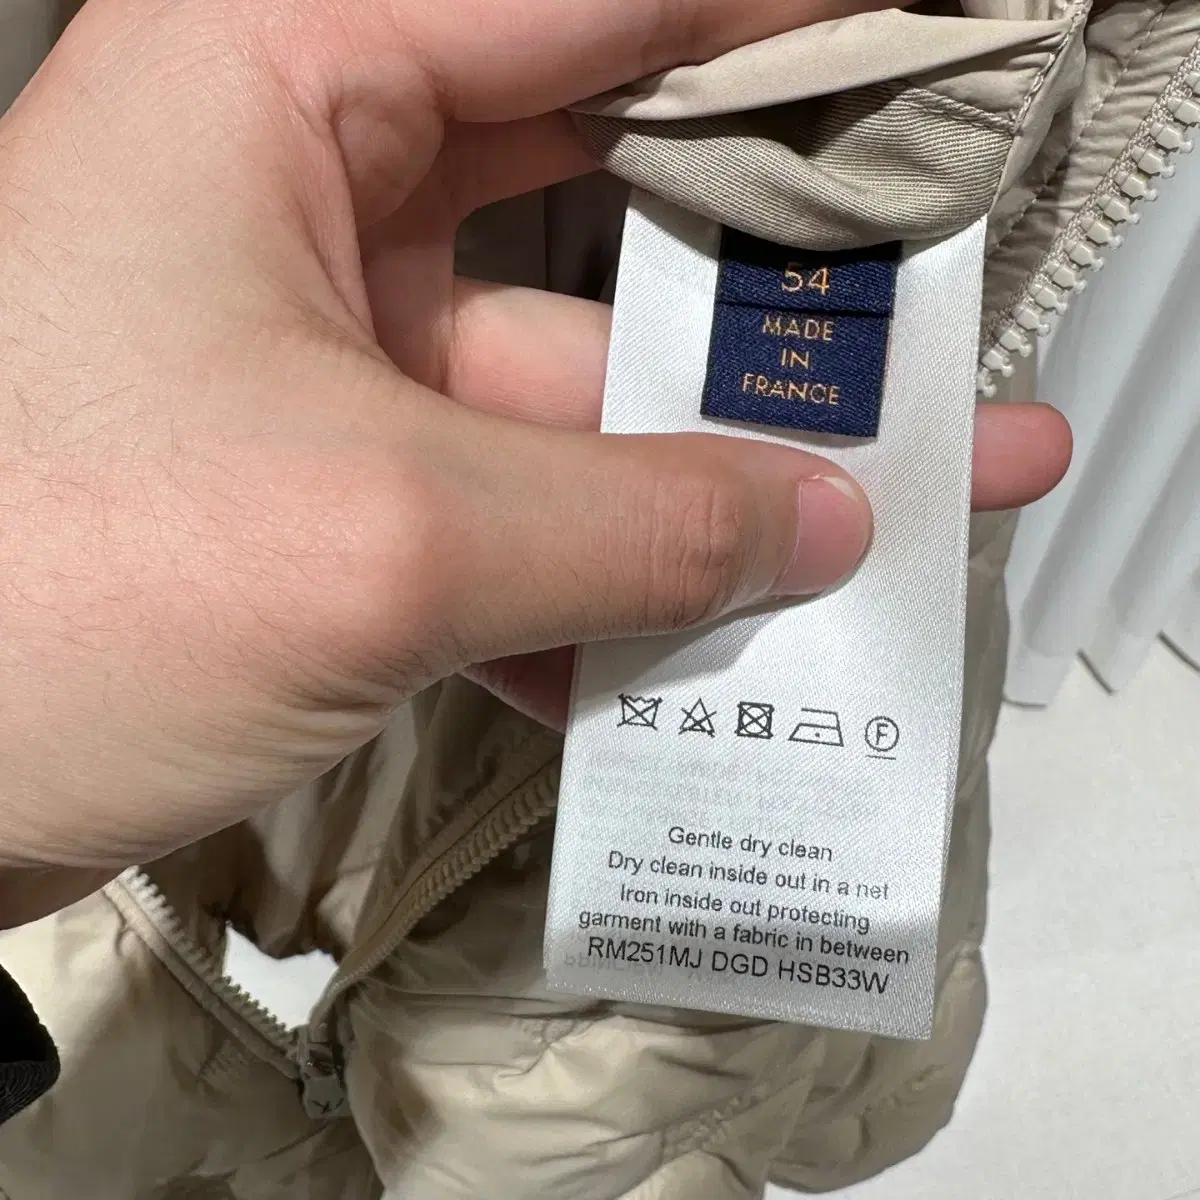 54
MADE
IN
FRANCE
F
Gentle dry clean
Dry clean inside out in a net
Iron inside out protecting
garment with a fabric in between
RM251MJ DGD HSB33W